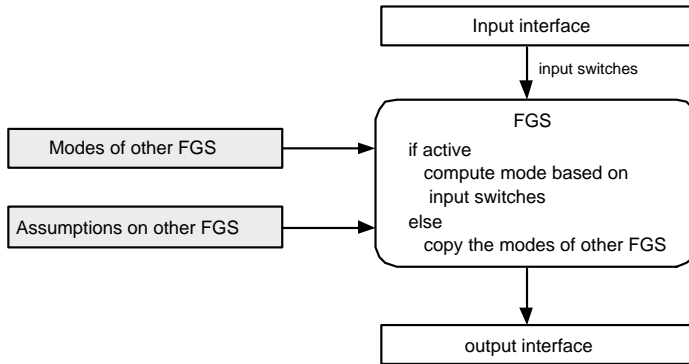 Input interface
input switches
FGS
if active
compute mode based on
input switches
else
copy the modes of other FGS
Modes of other FGS
Assumptions on other FGS
output interface